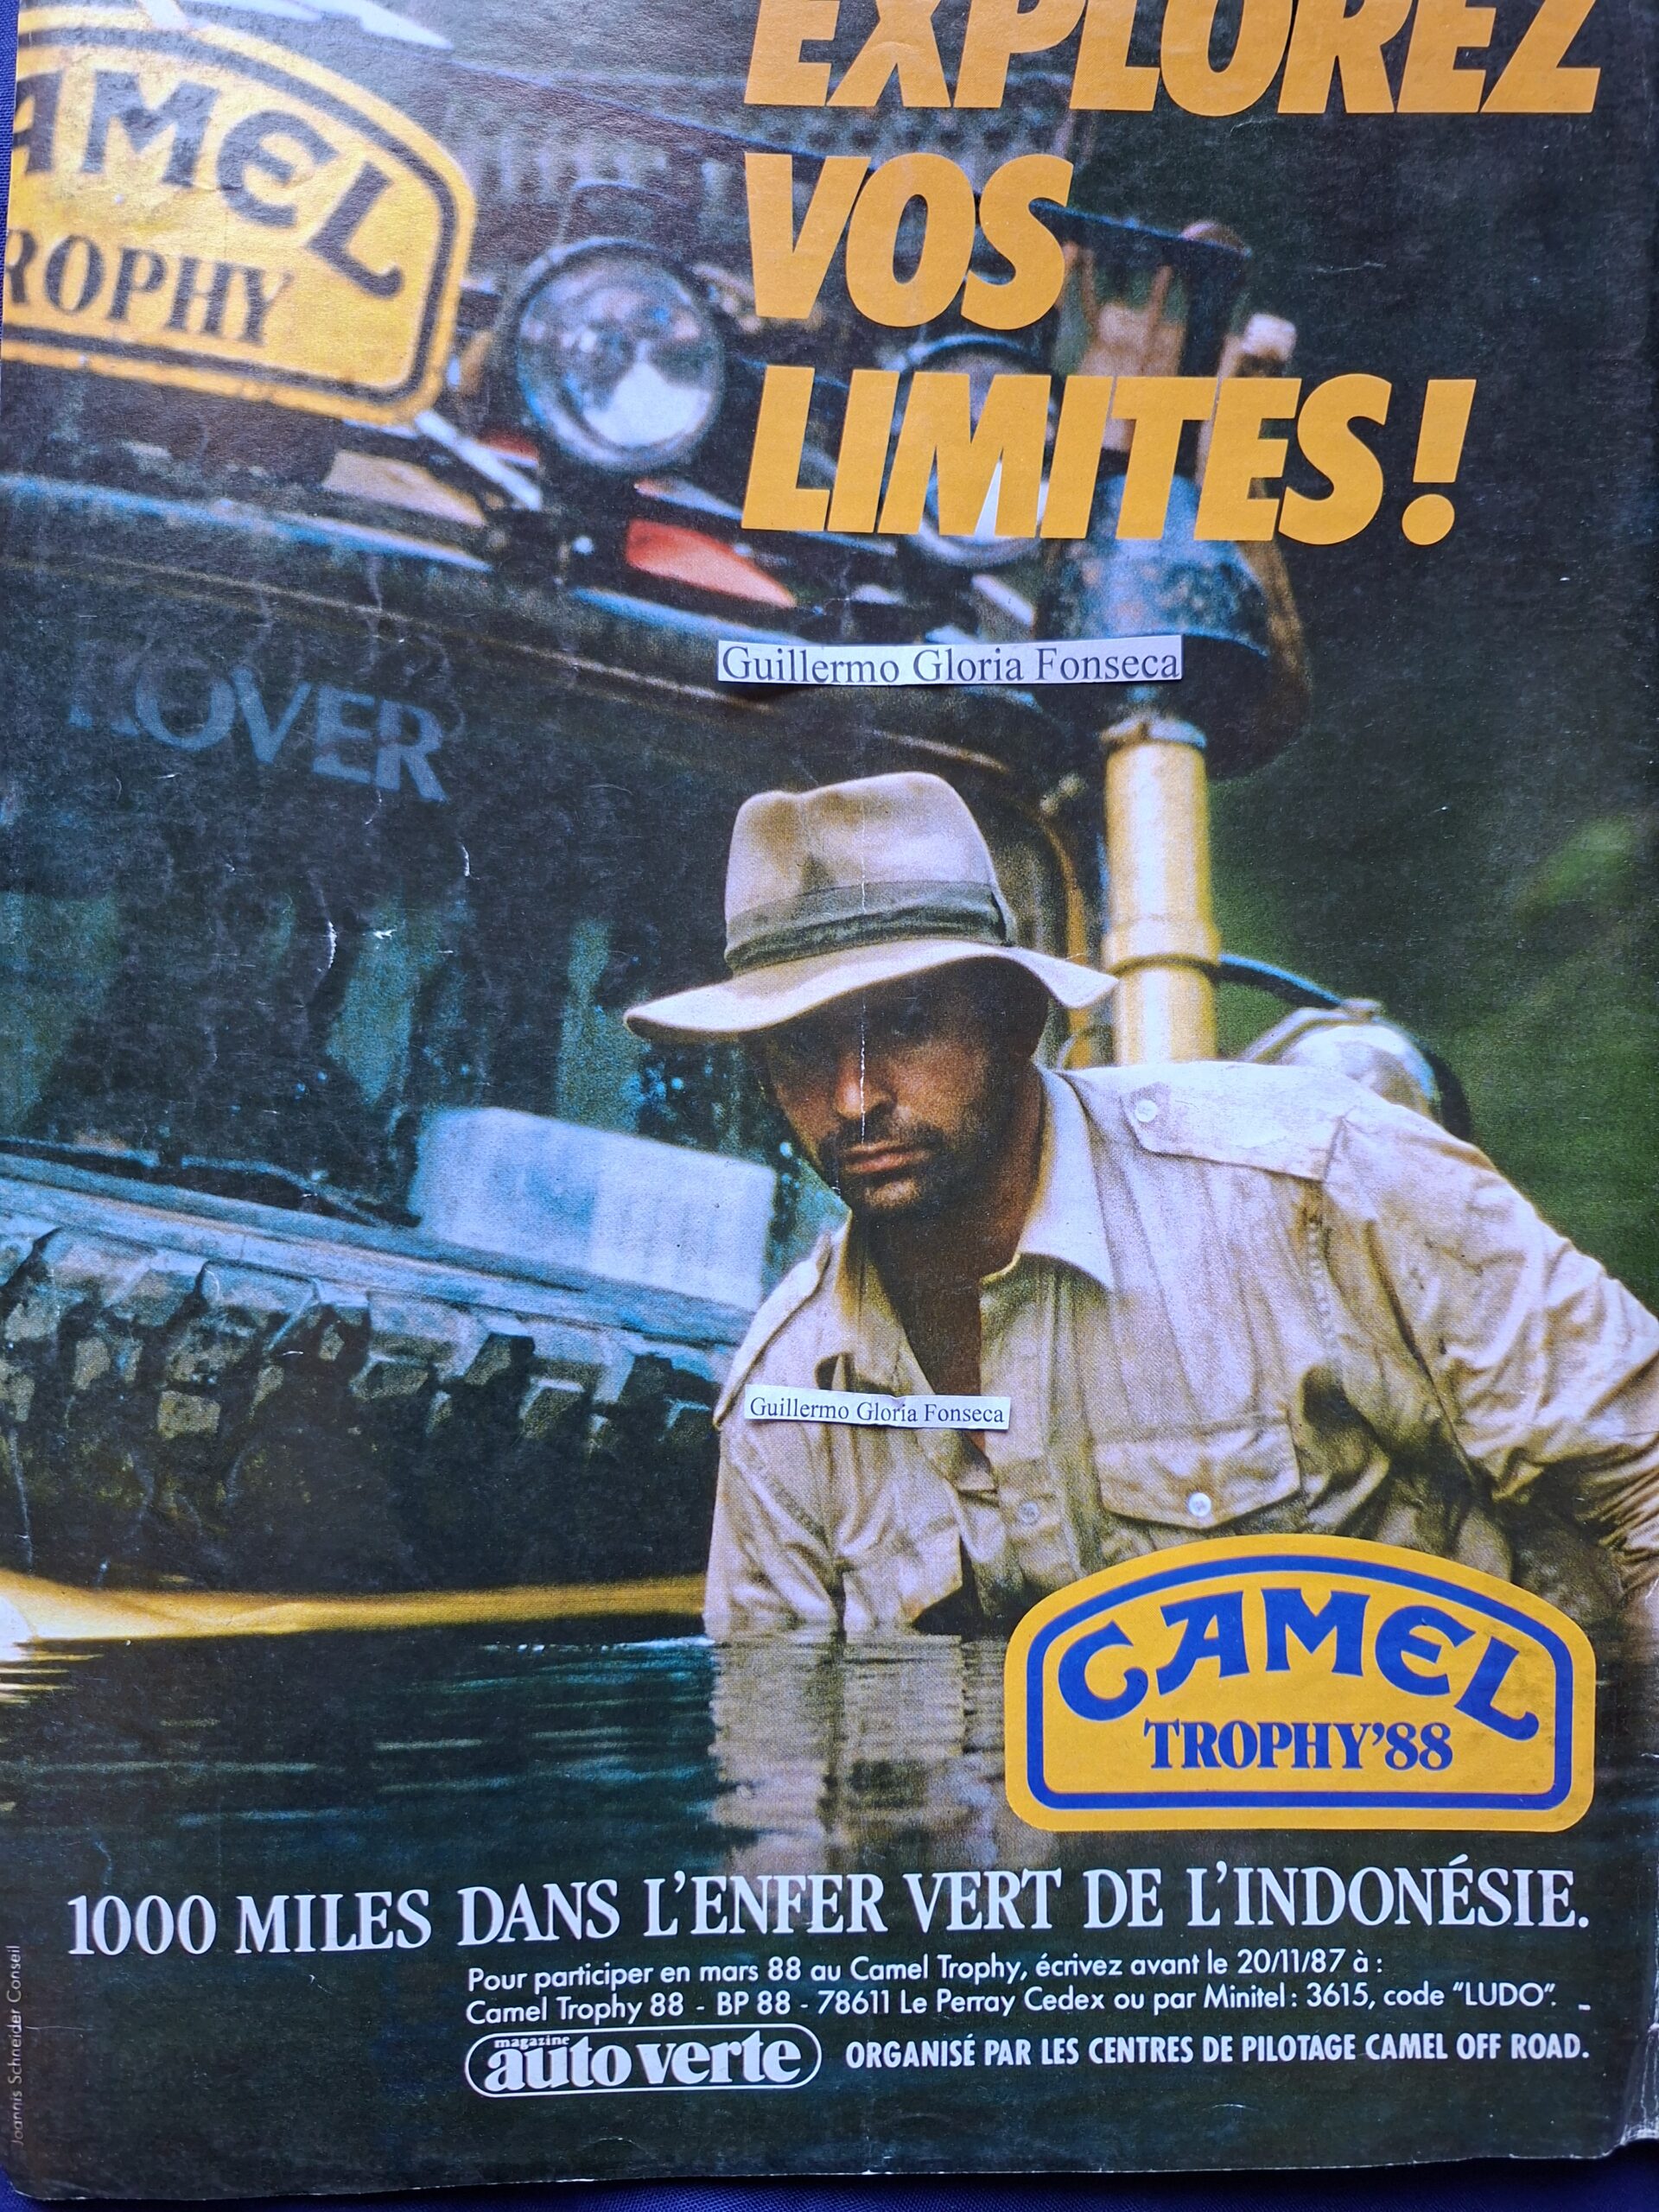 EXPLOREZ
VOS
LIMITES!
AMEL
ROPHY
Guillermo Gloria Fonseca
ROVER
Guillermo Gloria Fonseca
CAMEL
TROPHY'88
1000 MILES DANS L'ENFER VERT DE L'INDONÉSIE.
Pour participer en mars 88 au Camel Trophy, écrivez avant le 20/11/87 à :
Camel Trophy 88 - BP 88 - 78611 Le Perray Cedex ou par Minitel : 3615, code "LUDO".
magazine
auto verte
ORGANISÉ PAR LES CENTRES DE PILOTAGE CAMEL OFF ROAD.
Joannis Schneider Conseil